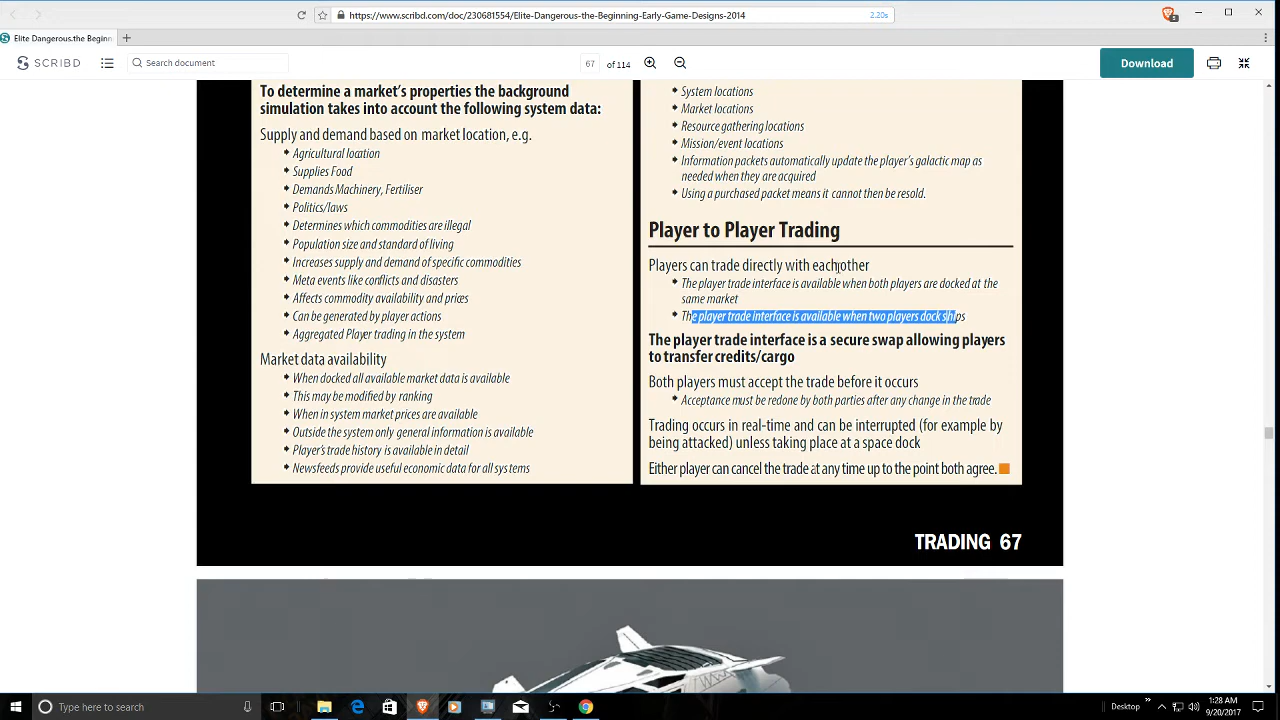 https://www.scribd.com/doc/230681554/Elite-Dangerous-the-Beginning-Early-Game-Designs-2014
2.20s
Elite Dangerous.the Beginn
SCRIBD
Search document
67 of 114
Download
To determine a market's properties the background
simulation takes into account the following system data:
Supply and demand based on market location, e.g.
Agricultural location
Supplies Food
Demands Machinery, Fertiliser
Politics/laws
Determines which commodities are illegal
Population size and standard of living
Increases supply and demand of specific commodities
Meta events like conflicts and disasters
Affects commodity availability and prices
Can be generated by player actions
Aggregated Player trading in the system
Market data availability
When docked all available market data is available
This may be modified by ranking
When in system market prices are available
Outside the system only general information is available
Player's trade history is available in detail
Newsfeeds provide useful economic data for all systems
System locations
Market locations
Resource gathering locations
Mission/event locations
Information packets automatically update the player's galactic map as
needed when they are acquired
Using a purchased packet means it cannot then be resold.
Player to Player Trading
Players can trade directly with each other
The player trade interface is available when both players are docked at the
same market
The player trade interface is available when two players dock ships
The player trade interface is a secure swap allowing players
to transfer credits/cargo
Both players must accept the trade before it occurs
Acceptance must be redone by both parties after any change in the trade
Trading occurs in real-time and can be interrupted (for example by
being attacked) unless taking place at a space dock
Either player can cancel the trade at any time up to the point both agree.
TRADING 67
Type here to search
Desktop
1:28 AM
9/20/2017